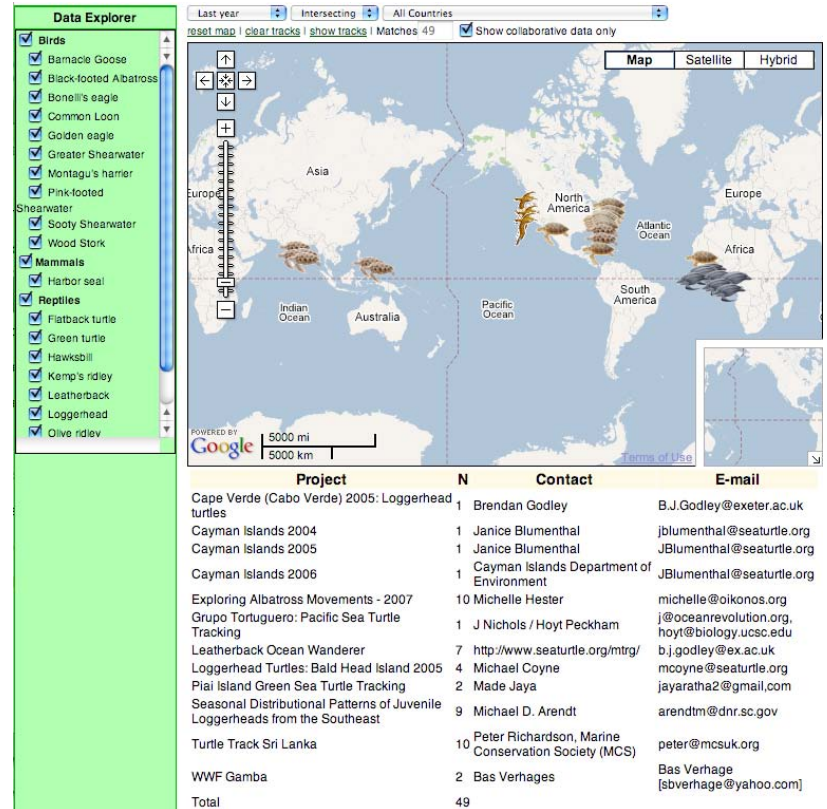 Data Explorer
Birds
Barnacle Goose
Black-footed Albatross
Bonelli's eagle
Common Loon
Golden eagle
Greater Shearwater
Montagu's harrier
Pink-footed
Shearwater
Sooty Shearwater
Wood Stork
Mammals
Harbor seal
Reptiles
Flatback turtle
Green turtle
Hawksbill
Kemp's ridley
Leatherback
Loggerhead
Olive ridley
Last year Intersecting All Countries
reset map | clear tracks | show tracks | Matches 49 Show collaborative data only
Map Satellite Hybrid
Asia
Europe
North
America
Europe
Atlantic
Ocean
Africa
Africa
South
America
Indian
Ocean
Australia
Pacific
Ocean
POWERED BY
Google
5000 mi
5000 km
Terms of Use
Project N Contact E-mail
Cape Verde (Cabo Verde) 2005: Loggerhead
turtles 1 Brendan Godley B.J.Godley@exeter.ac.uk
Cayman Islands 2004 1 Janice Blumenthal jblumenthal@seaturtle.org
Cayman Islands 2005 1 Janice Blumenthal JBlumenthal@seaturtle.org
Cayman Islands 2006 1 Cayman Islands Department of
Environment JBlumenthal@seaturtle.org
Exploring Albatross Movements - 2007 10 Michelle Hester michelle@oikonos.org
Grupo Tortuguero: Pacific Sea Turtle
Tracking 1 J Nichols / Hoyt Peckham j@oceanrevolution.org,
hoyt@biology.ucsc.edu
Leatherback Ocean Wanderer 7 http://www.seaturtle.org/mtrg/ b.j.godley@ex.ac.uk
Loggerhead Turtles: Bald Head Island 2005 4 Michael Coyne mcoyne@seaturtle.org
Piai Island Green Sea Turtle Tracking 2 Made Jaya jayaratha2@gmail,com
Seasonal Distributional Patterns of Juvenile
Loggerheads from the Southeast 9 Michael D. Arendt arendtm@dnr.sc.gov
Turtle Track Sri Lanka 10 Peter Richardson, Marine
Conservation Society (MCS) peter@mcsuk.org
WWF Gamba 2 Bas Verhages Bas Verhage
[sbverhage@yahoo.com]
Total 49